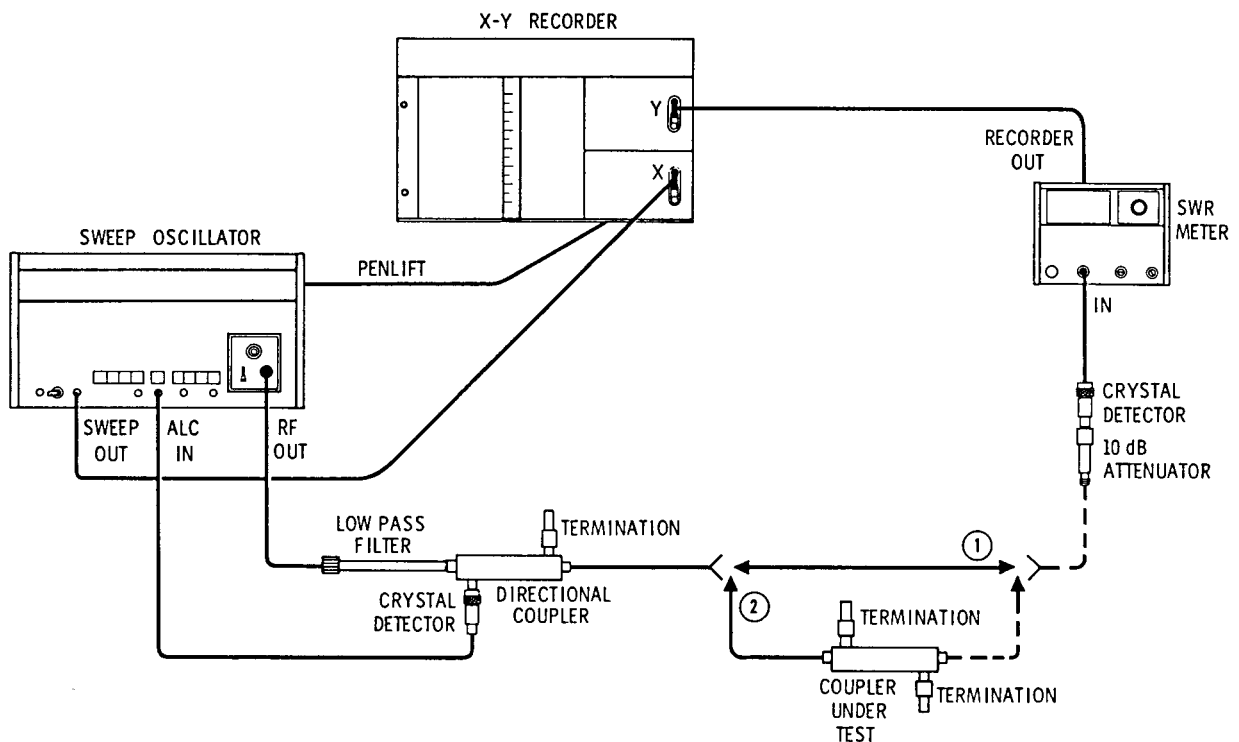 X-Y RECORDER
Y
X
RECORDER
OUT
SWR
METER
IN
SWEEP OSCILLATOR
PENLIFT
SWEEP
OUT
ALC
IN
RF
OUT
CRYSTAL
DETECTOR
10 dB
ATTENUATOR
LOW PASS
FILTER
TERMINATION
CRYSTAL
DETECTOR
DIRECTIONAL
COUPLER
1
2
TERMINATION
COUPLER
UNDER
TEST
TERMINATION